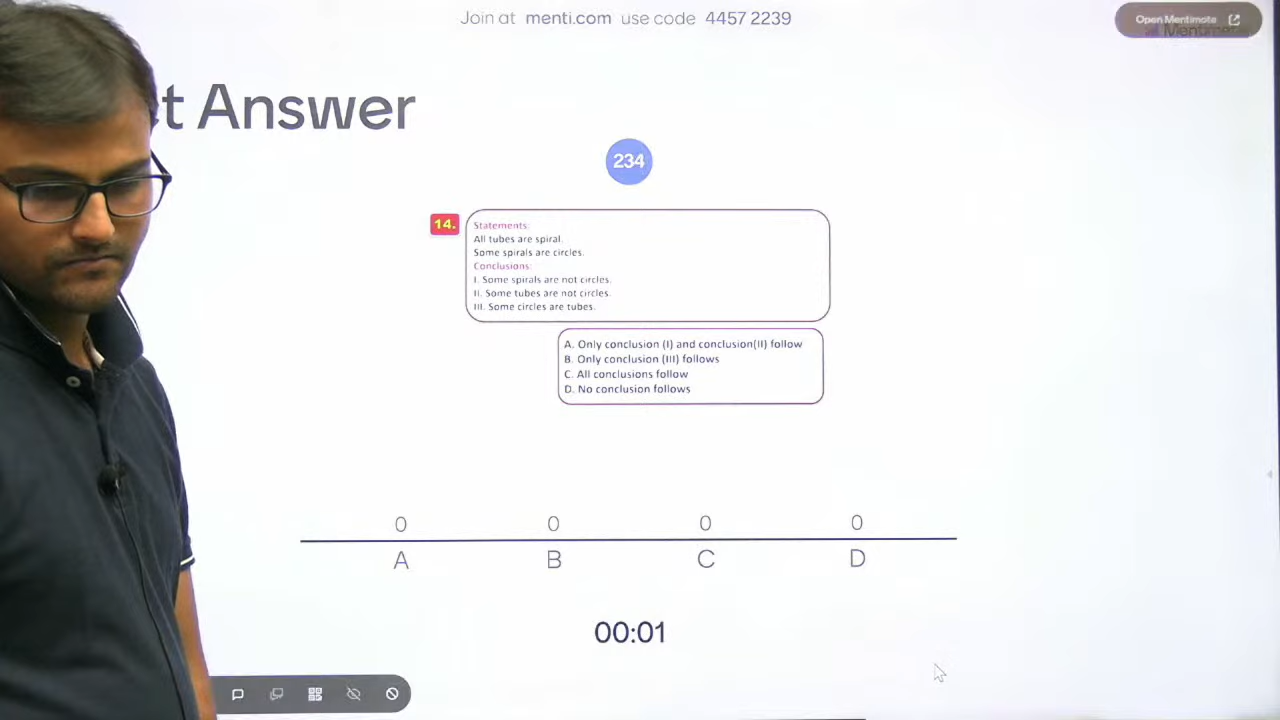 Join at menti.com use code 4457 2239
Open Mentimote
Mentimeter
t Answer
234
14.
Statements:
All tubes are spiral.
Some spirals are circles.
Conclusions:
I. Some spirals are not circles.
II. Some tubes are not circles.
III. Some circles are tubes.
A. Only conclusion (I) and conclusion(II) follow
B. Only conclusion (III) follows
C. All conclusions follow
D. No conclusion follows
0 0 0 0
A B C D
00:01